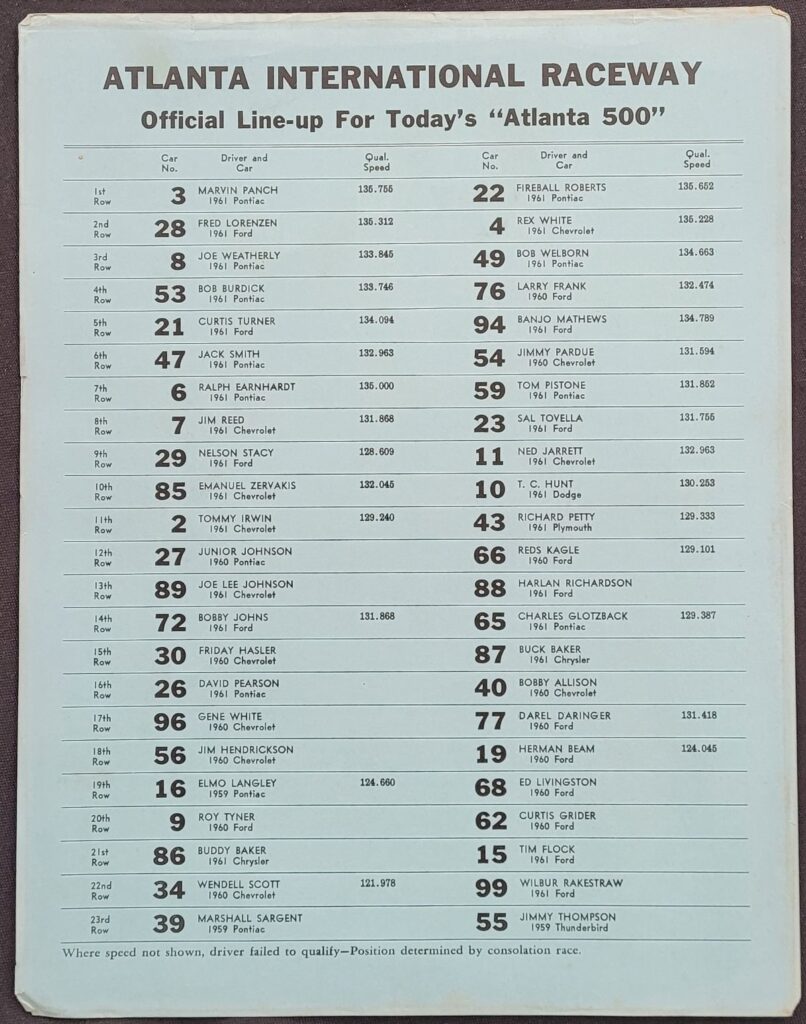 ATLANTA INTERNATIONAL RACEWAY
Official Line-up For Today's "Atlanta 500"
Car No. Driver and Car Qual. Speed Car No. Driver and Car Qual. Speed
1st Row 3 MARVIN PANCH 135.755 22 FIREBALL ROBERTS 135.652
1961 Pontiac 1961 Pontiac
2nd Row 28 FRED LORENZEN 135.312 4 REX WHITE 135.228
1961 Ford 1961 Chevrolet
3rd Row 8 JOE WEATHERLY 133.845 49 BOB WELBORN 134.663
1961 Pontiac 1961 Pontiac
4th Row 53 BOB BURDICK 133.746 76 LARRY FRANK 132.474
1961 Pontiac 1960 Ford
5th Row 21 CURTIS TURNER 134.094 94 BANJO MATHEWS 134.789
1961 Ford 1961 Ford
6th Row 47 JACK SMITH 132.963 54 JIMMY PARDUE 131.594
1961 Pontiac 1960 Chevrolet
7th Row 6 RALPH EARNHARDT 135.000 59 TOM PISTONE 131.852
1961 Pontiac 1961 Pontiac
8th Row 7 JIM REED 131.868 23 SAL TOVELLA 131.755
1961 Chevrolet 1961 Ford
9th Row 29 NELSON STACY 128.609 11 NED JARRETT 132.963
1961 Ford 1961 Chevrolet
10th Row 85 EMANUEL ZERVAKIS 132.045 10 T. C. HUNT 130.253
1961 Chevrolet 1961 Dodge
11th Row 2 TOMMY IRWIN 129.240 43 RICHARD PETTY 129.333
1961 Chevrolet 1961 Plymouth
12th Row 27 JUNIOR JOHNSON 66 REDS KAGLE 129.101
1960 Pontiac 1960 Ford
13th Row 89 JOE LEE JOHNSON 88 HARLAN RICHARDSON
1961 Chevrolet 1961 Ford
14th Row 72 BOBBY JOHNS 131.868 65 CHARLES GLOTZBACK 129.387
1961 Ford 1961 Pontiac
15th Row 30 FRIDAY HASLER 87 BUCK BAKER
1960 Chevrolet 1961 Chrysler
16th Row 26 DAVID PEARSON 40 BOBBY ALLISON
1961 Pontiac 1960 Chevrolet
17th Row 96 GENE WHITE 77 DAREL DARINGER 131.418
1960 Chevrolet 1960 Ford
18th Row 56 JIM HENDRICKSON 19 HERMAN BEAM 124.045
1960 Chevrolet 1960 Ford
19th Row 16 ELMO LANGLEY 124.660 68 ED LIVINGSTON
1959 Pontiac 1960 Ford
20th Row 9 ROY TYNER 62 CURTIS GRIDER
1960 Ford 1960 Ford
21st Row 86 BUDDY BAKER 15 TIM FLOCK
1961 Chrysler 1961 Ford
22nd Row 34 WENDELL SCOTT 121.978 99 WILBUR RAKESTRAW
1960 Chevrolet 1961 Ford
23rd Row 39 MARSHALL SARGENT 55 JIMMY THOMPSON
1959 Pontiac 1959 Thunderbird
Where speed not shown, driver failed to qualify—Position determined by consolation race.